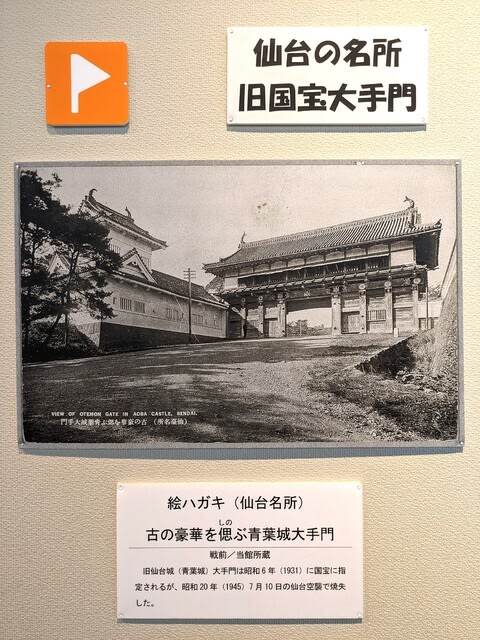 仙台の名所
旧国宝大手門
VIEW OF OTEMON GATE IN AOBA CASTLE, SENDAI.
門手大城葉青ぶ偲を華豪の古 （所名臺仙）
絵ハガキ（仙台名所）
しの
古の豪華を偲ぶ青葉城大手門
戦前／当館所蔵
旧仙台城（青葉城）大手門は昭和6年（1931）に国宝に指
定されるが、昭和20年（1945）7月10日の仙台空襲で焼失
した。